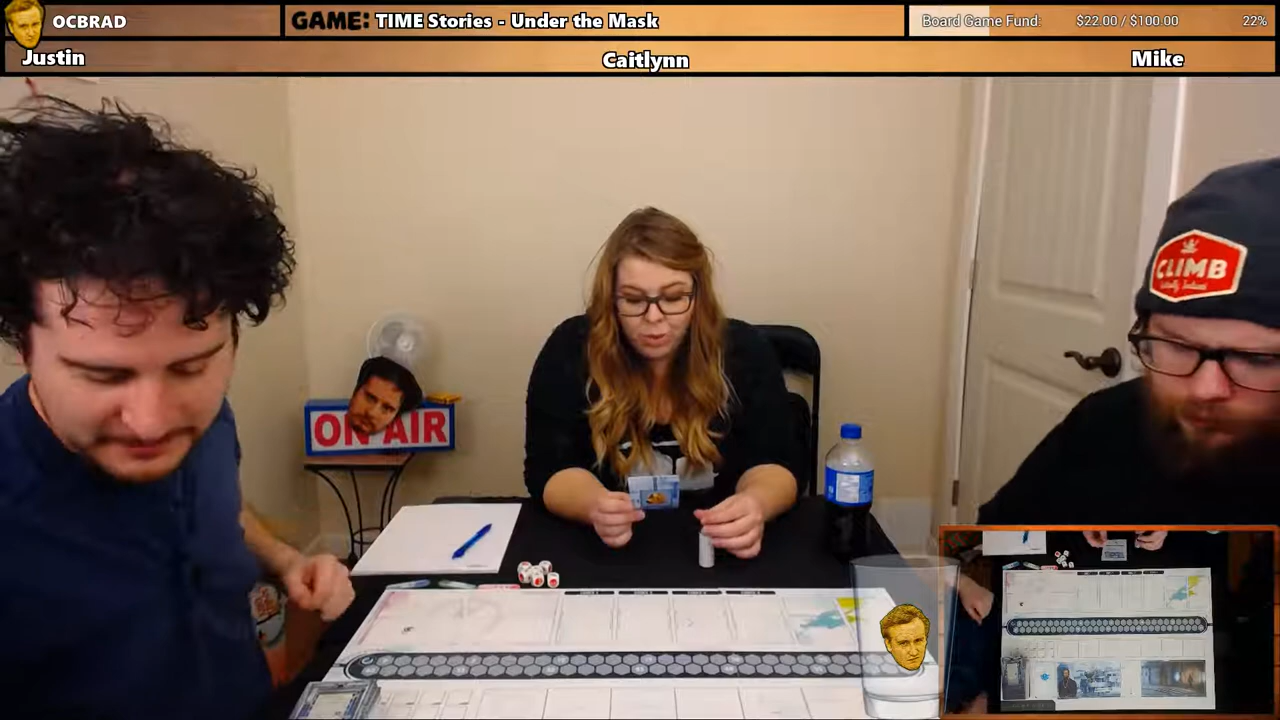 OCBRAD
GAME: TIME Stories - Under the Mask
Board Game Fund: $22.00 / $100.00 22%
Justin
Caitlynn
Mike
CLIMB
ON AIR